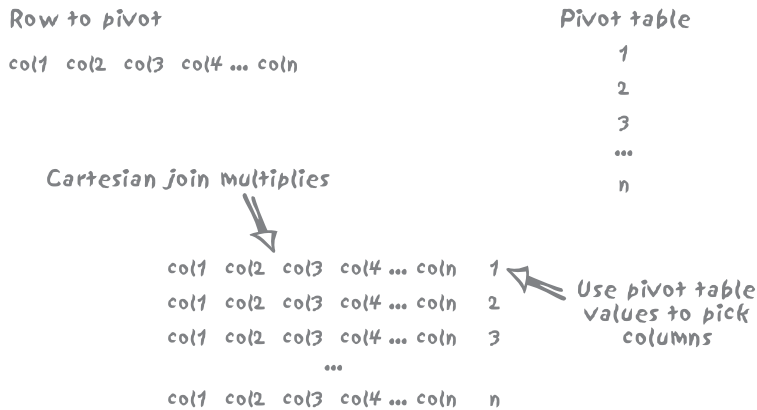 Row to pivot
Pivot table
col1 col2 col3 col4 ... coln
1
2
3
...
n
Cartesian join multiplies
col1 col2 col3 col4 ... coln 1
col1 col2 col3 col4 ... coln 2
col1 col2 col3 col4 ... coln 3
...
col1 col2 col3 col4 ... coln n
Use pivot table
values to pick
columns